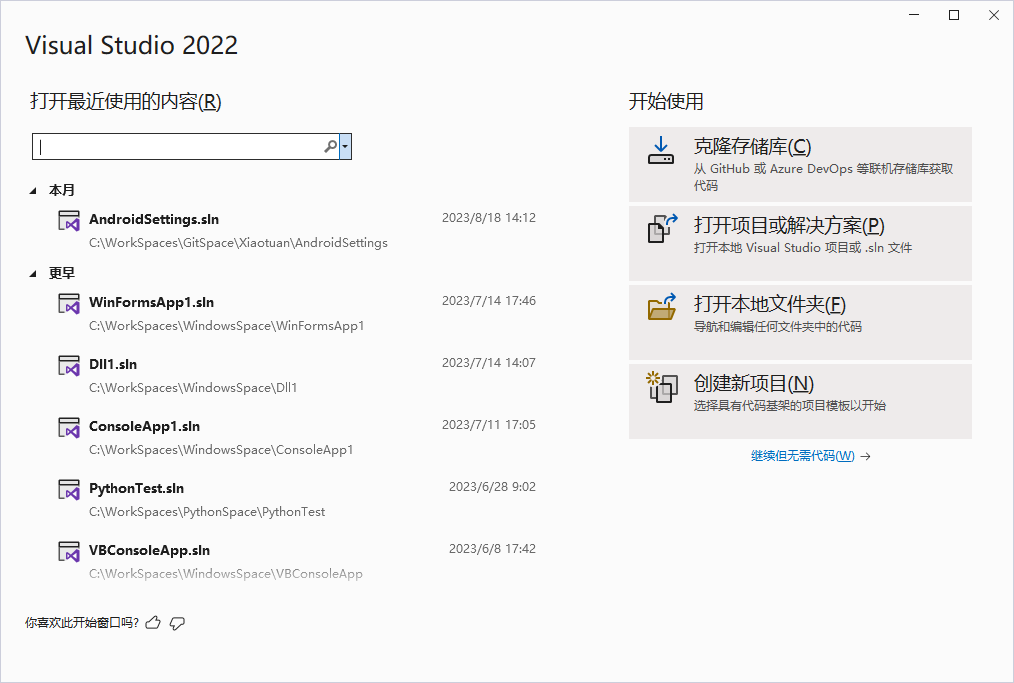 Visual Studio 2022
打开最近使用的内容(R)
本月
AndroidSettings.sln
2023/8/18 14:12
C:\WorkSpaces\GitSpace\Xiaotuan\AndroidSettings
更早
WinFormsApp1.sln
2023/7/14 17:46
C:\WorkSpaces\WindowsSpace\WinFormsApp1
Dll1.sln
2023/7/14 14:07
C:\WorkSpaces\WindowsSpace\Dll1
ConsoleApp1.sln
2023/7/11 17:05
C:\WorkSpaces\WindowsSpace\ConsoleApp1
PythonTest.sln
2023/6/28 9:02
C:\WorkSpaces\PythonSpace\PythonTest
VBConsoleApp.sln
2023/6/8 17:42
C:\WorkSpaces\WindowsSpace\VBConsoleApp
你喜欢此开始窗口吗?
开始使用
克隆存储库(C)
从 GitHub 或 Azure DevOps 等联机存储库获取
代码
打开项目或解决方案(P)
打开本地 Visual Studio 项目或 .sln 文件
打开本地文件夹(F)
导航和编辑任何文件夹中的代码
创建新项目(N)
选择具有代码基架的项目模板以开始
继续但无需代码(W) →